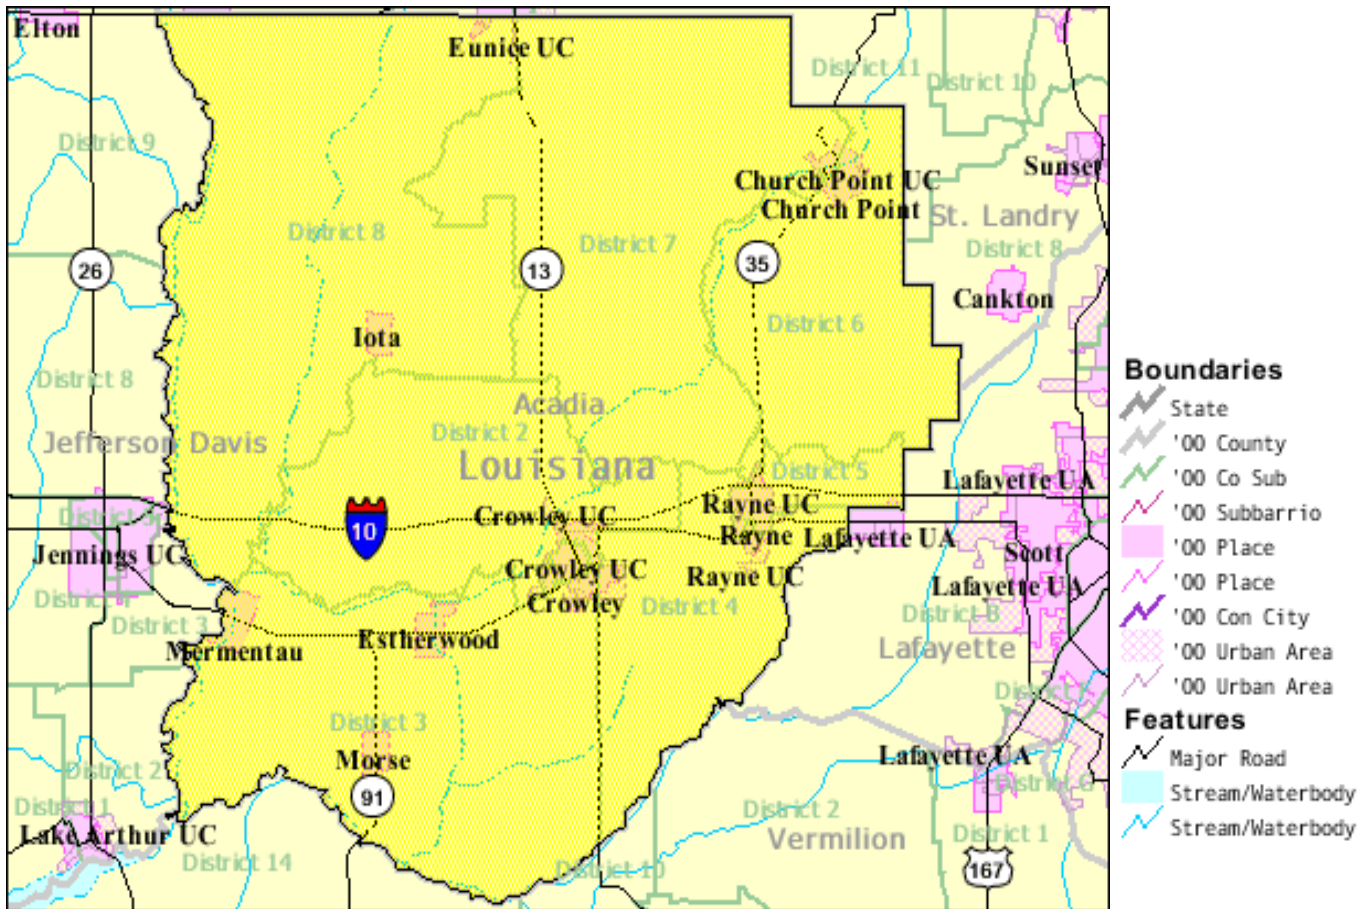 Elton
Eunice UC
District 11
District 10
District 9
Sunset
Church Point UC
Church Point
St. Landry
District 8
District 7
District 8
26
13
35
Cankton
District 6
Iota
District 8
Acadia
District 2
Jefferson Davis
Louisiana
District 5
Lafayette UA
Rayne UC
Crowley UC
10
Rayne
Lafayette UA
Jennings UC
Scott
Crowley UC
Rayne UC
Lafayette UA
Crowley
District 4
District 3
Estherwood
Mermentau
Lafayette
District 3
Morse
Lafayette UA
District 2
91
District 1
District 2
Lake Arthur UC
Vermilion
District 1
District 14
District 10
167
Boundaries
State
'00 County
'00 Co Sub
'00 Subbarrio
'00 Place
'00 Place
'00 Con City
'00 Urban Area
'00 Urban Area
Features
Major Road
Stream/Waterbody
Stream/Waterbody